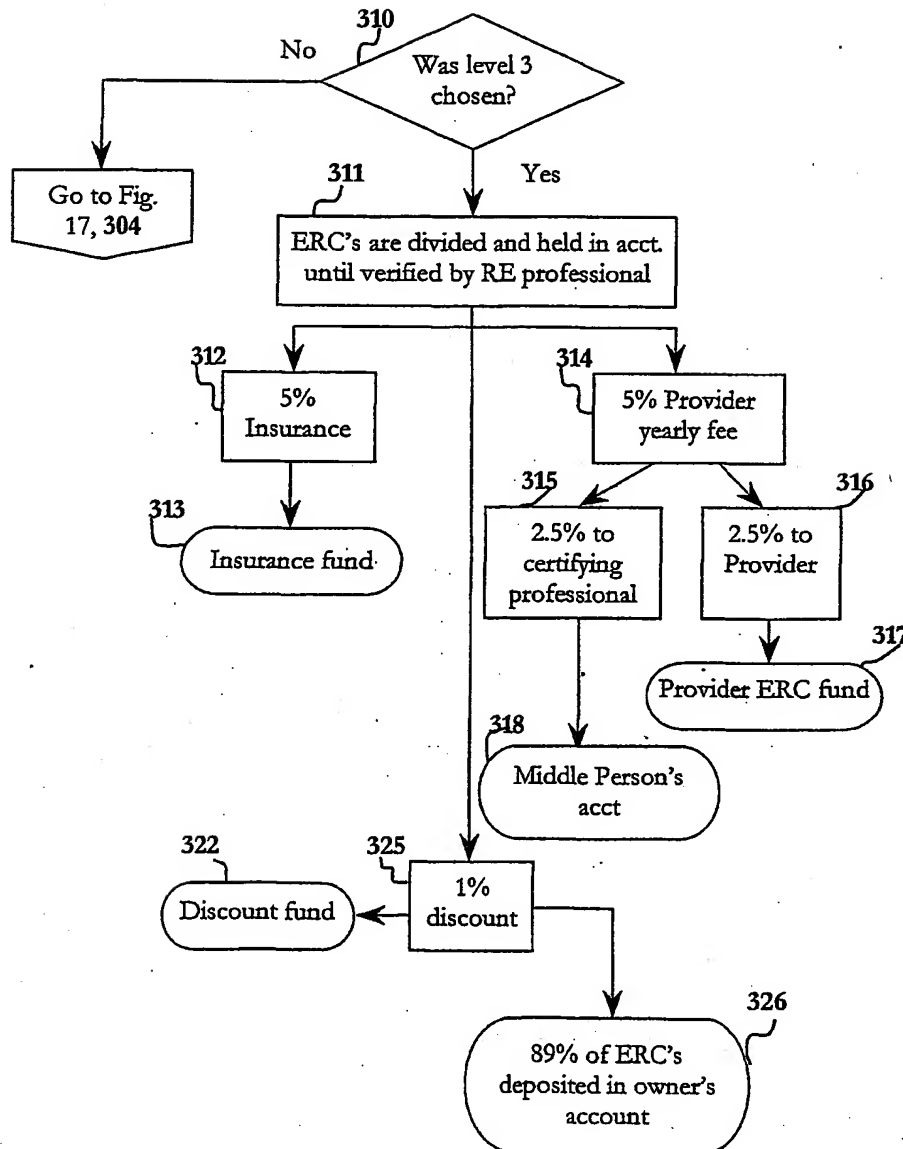 310
No
Was level 3
chosen?
311
Yes
Go to Fig.
17, 304
ERC's are divided and held in acct.
until verified by RE professional
312
314
5%
Insurance
5% Provider
yearly fee
313
315
316
Insurance fund
2.5% to
certifying
professional
2.5% to
Provider
317
Provider ERC fund
318
Middle Person's
acct
322
325
Discount fund
1%
discount
326
89% of ERC's
deposited in owner's
account